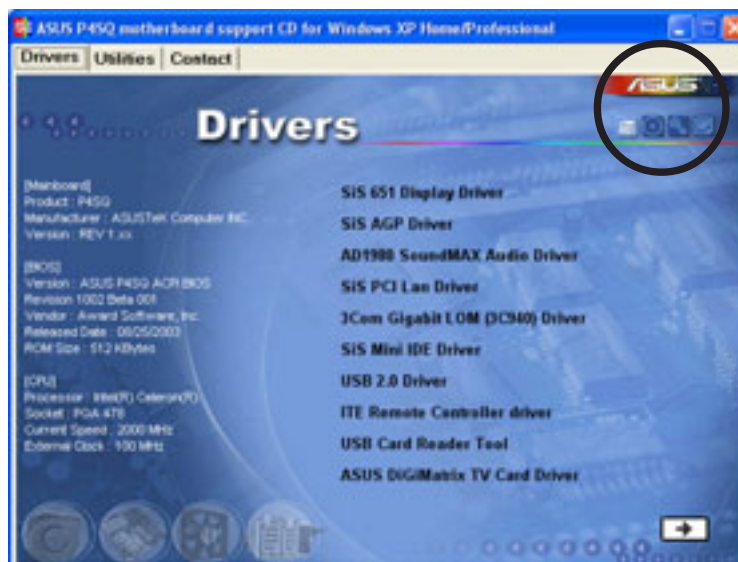 ASUS P4SQ motherboard support CD for Windows XP Home/Professional
Drivers Utilities Contact
ASUS
Drivers
[Mainboard]
Product : P4SQ
Manufacturer : ASUSTeK Computer INC.
Version : REV 1.xx
[BIOS]
Version : ASUS P4SQ ACPI BIOS
Revision 1002 Beta 001
Vendor : Award Software, Inc.
Released Date : 08/25/2003
ROM Size : 512 KBytes
[CPU]
Processor : Intel(R) Celeron(R)
Socket : PGA 478
Current Speed : 2000 MHz
External Clock : 100 MHz
SiS 651 Display Driver
SiS AGP Driver
AD1980 SoundMAX Audio Driver
SiS PCI Lan Driver
3Com Gigabit LOM (3C940) Driver
SiS Mini IDE Driver
USB 2.0 Driver
ITE Remote Controller driver
USB Card Reader Tool
ASUS DiGiMatrix TV Card Driver